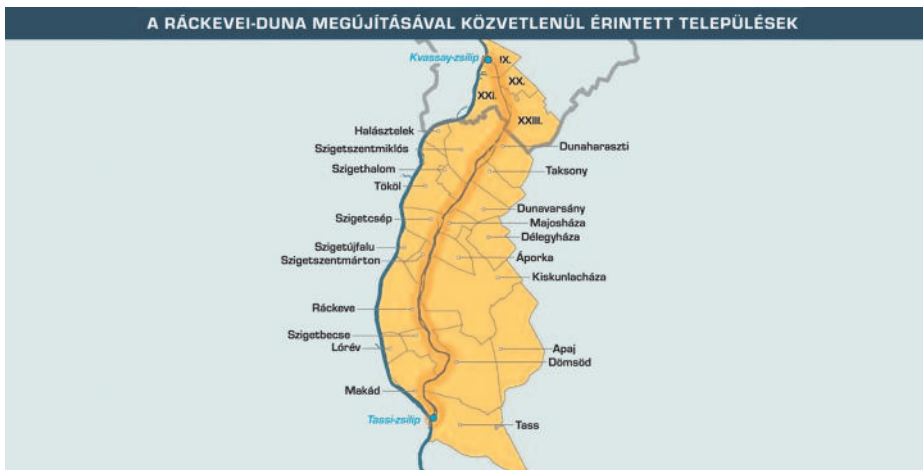 A RÁCKEVEI-DUNA MEGÚJÍTÁSÁVAL KÖZVETLENÜL ÉRINTETT TELEPÜLÉSEK
Kvassay-zsilip
IX.
XX.
XXI.
XXIII.
Halásztelek
Szigetszentmiklós
Szigethalom
Tököl
Szigetcsép
Szigetújfalu
Szigetszentmárton
Ráckeve
Szigetbecse
Lórév
Makád
Tassi-zsilip
Dunaharaszti
Taksony
Dunavarsány
Majosháza
Délegyháza
Áporka
Kiskunlacháza
Apaj
Dömsöd
Tass